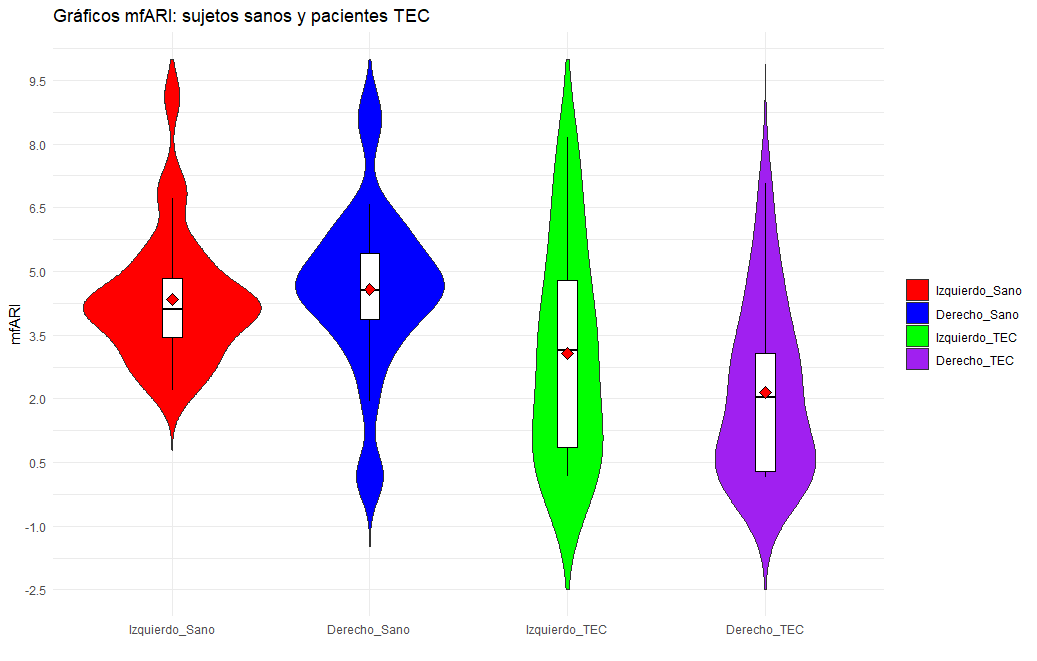 Gráficos mfARI: sujetos sanos y pacientes TEC
mfARI
9.5
8.0
6.5
5.0
3.5
2.0
0.5
-1.0
-2.5
Izquierdo_Sano
Derecho_Sano
Izquierdo_TEC
Derecho_TEC
Izquierdo_Sano
Derecho_Sano
Izquierdo_TEC
Derecho_TEC